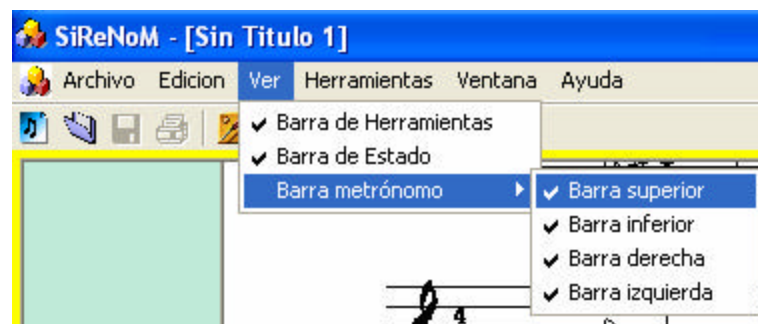 SiReNoM - [Sin Titulo 1]
Archivo Edicion Ver Herramientas Ventana Ayuda
Barra de Herramientas
Barra de Estado
Barra metrónomo
Barra superior
Barra inferior
Barra derecha
Barra izquierda
4